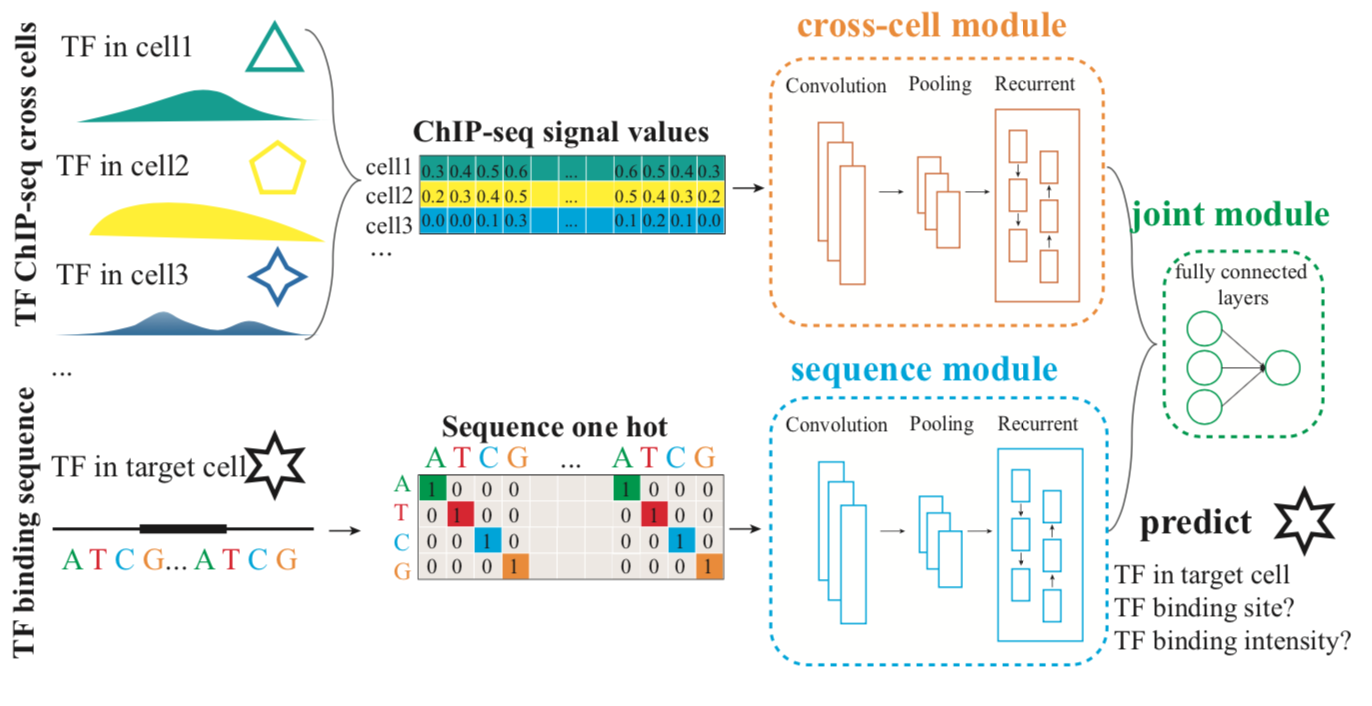 TF ChIP-seq cross cells
TF in cell1
TF in cell2
TF in cell3
...
ChIP-seq signal values
cell1 0.3 0.4 0.5 0.6 ... 0.6 0.5 0.4 0.3
cell2 0.2 0.3 0.4 0.5 ... 0.5 0.4 0.3 0.2
cell3 0.0 0.0 0.1 0.3 ... 0.1 0.2 0.1 0.0
...
cross-cell module
Convolution Pooling Recurrent
TF binding sequence
TF in target cell
A T C G... A T C G
Sequence one hot
A T C G ... A T C G
A 1 0 0 0 1 0 0 0
T 0 1 0 0 0 1 0 0
C 0 0 1 0 0 0 1 0
G 0 0 0 1 0 0 0 1
sequence module
Convolution Pooling Recurrent
joint module
fully connected
layers
predict
TF in target cell
TF binding site?
TF binding intensity?